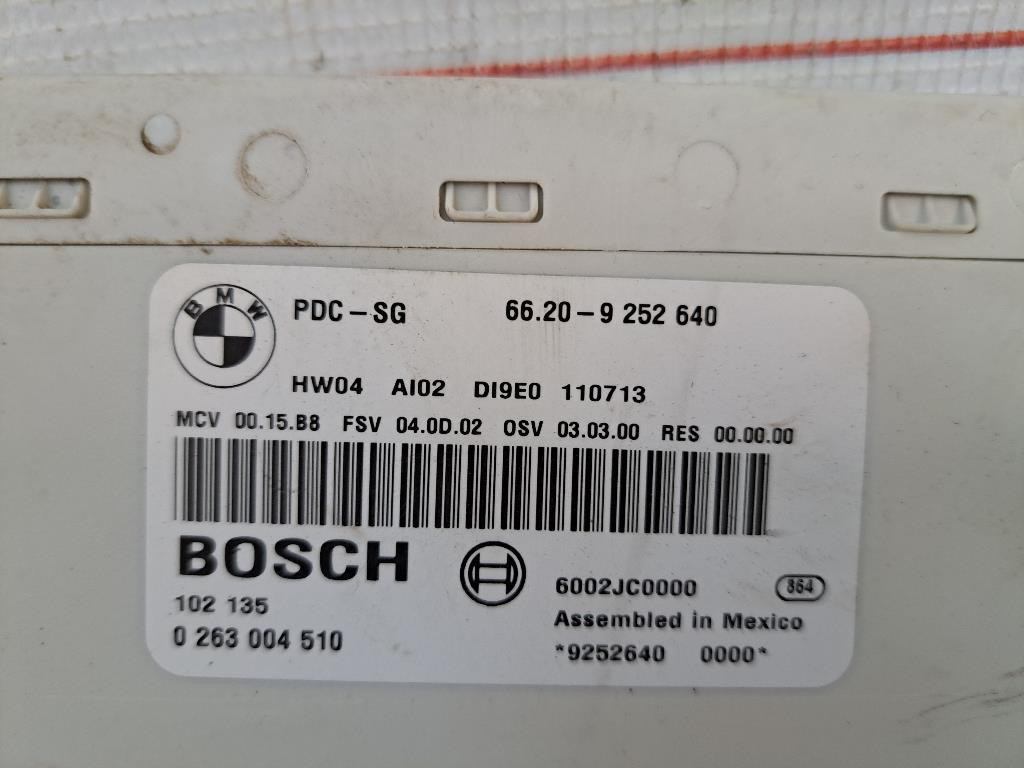 BMW
PDC-SG 66.20-9 252 640
HW04 AI02 DI9E0 110713
MCV 00.15.B8 FSV 04.0D.02 OSV 03.03.00 RES 00.00.00
BOSCH
102 135
0 263 004 510
6002JC0000 864
Assembled in Mexico
*9252640 0000*